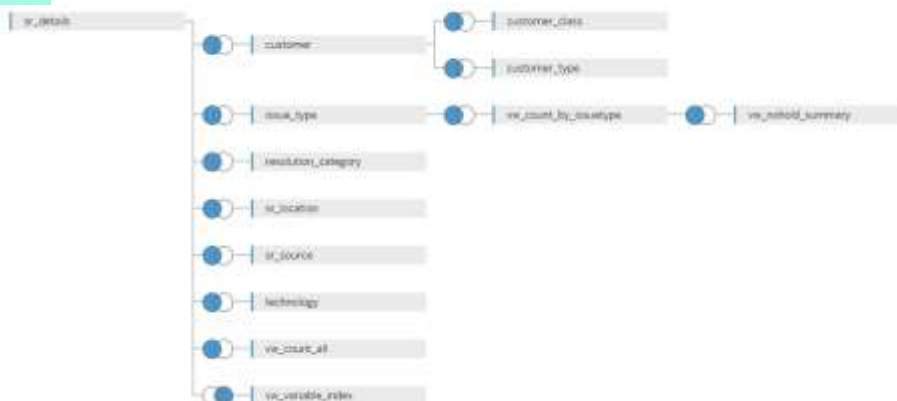 sr_details
customer
customer_class
customer_type
issue_type
vw_count_by_issuetype
vw_nohold_summary
resolution_category
sr_location
sr_source
technology
vw_count_all
vw_variable_index